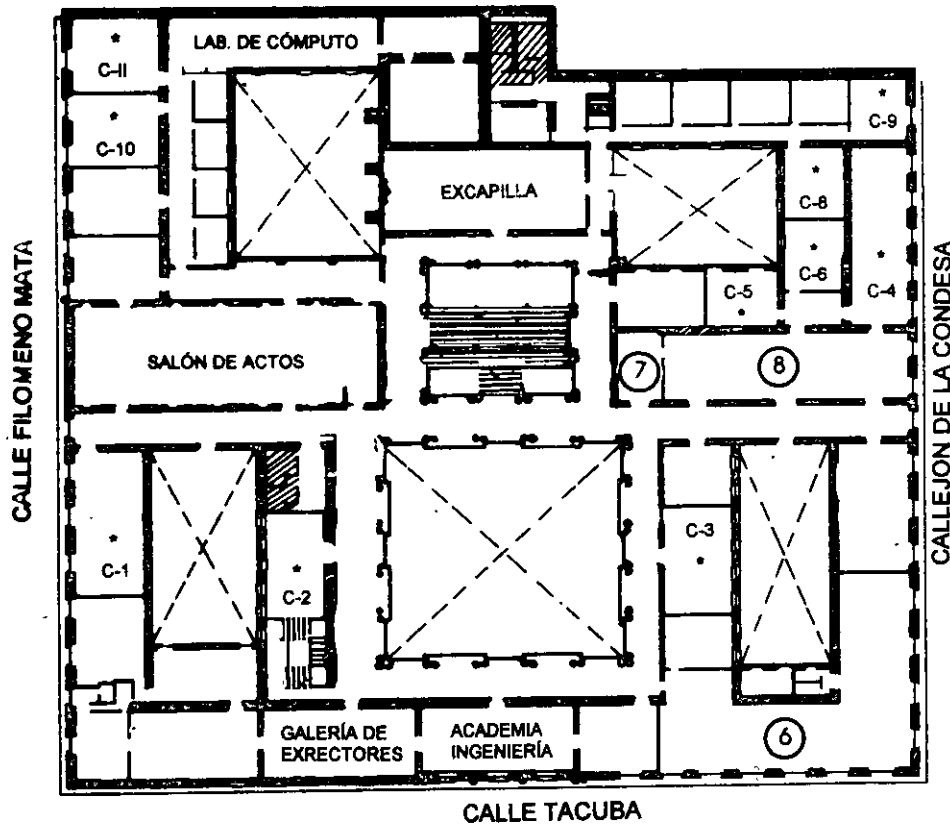 LAB. DE CÓMPUTO
*
C-11
*
C-10
*
C-9
EXCAPILLA
*
C-8
*
C-6
*
C-4
C-5
*
CALLE FILOMENO MATA
SALÓN DE ACTOS
7
8
CALLEJON DE LA CONDESA
*
C-1
*
C-2
C-3
*
GALERÍA DE
EXRECTORES
ACADEMIA
INGENIERÍA
6
CALLE TACUBA